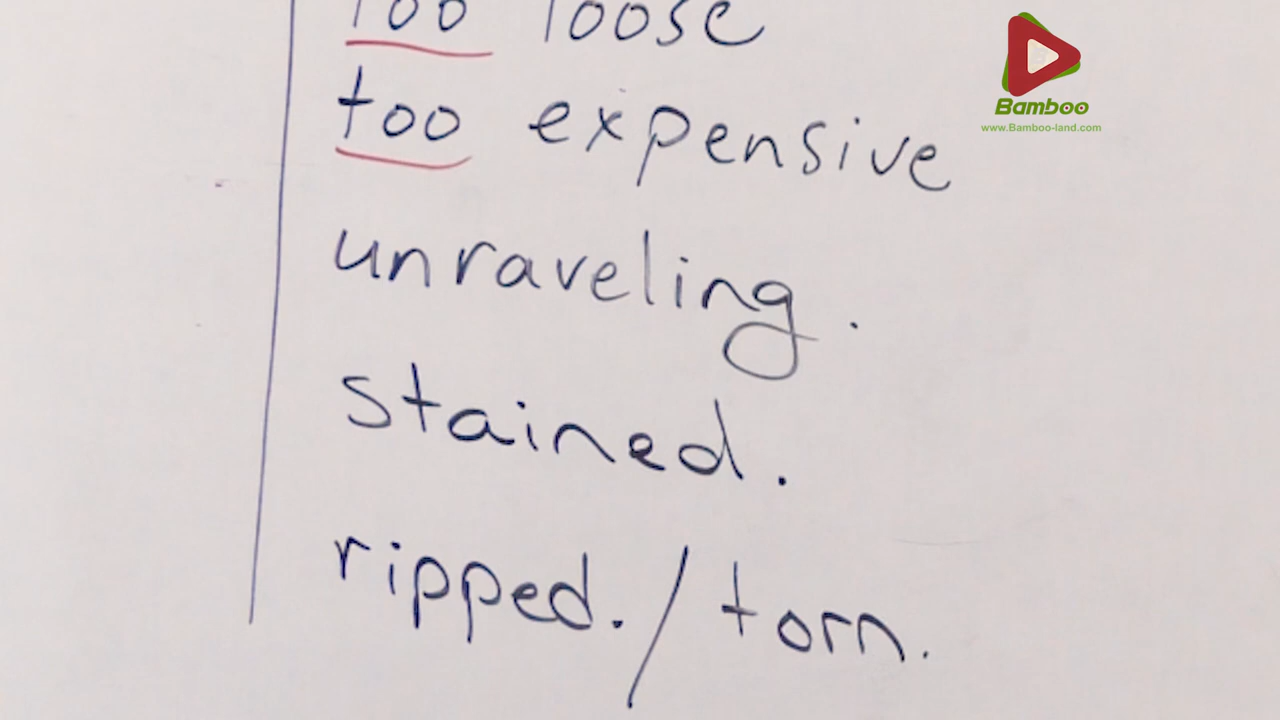 too loose
too expensive
unraveling.
stained.
ripped./torn.
Bamboo
www.Bamboo-land.com